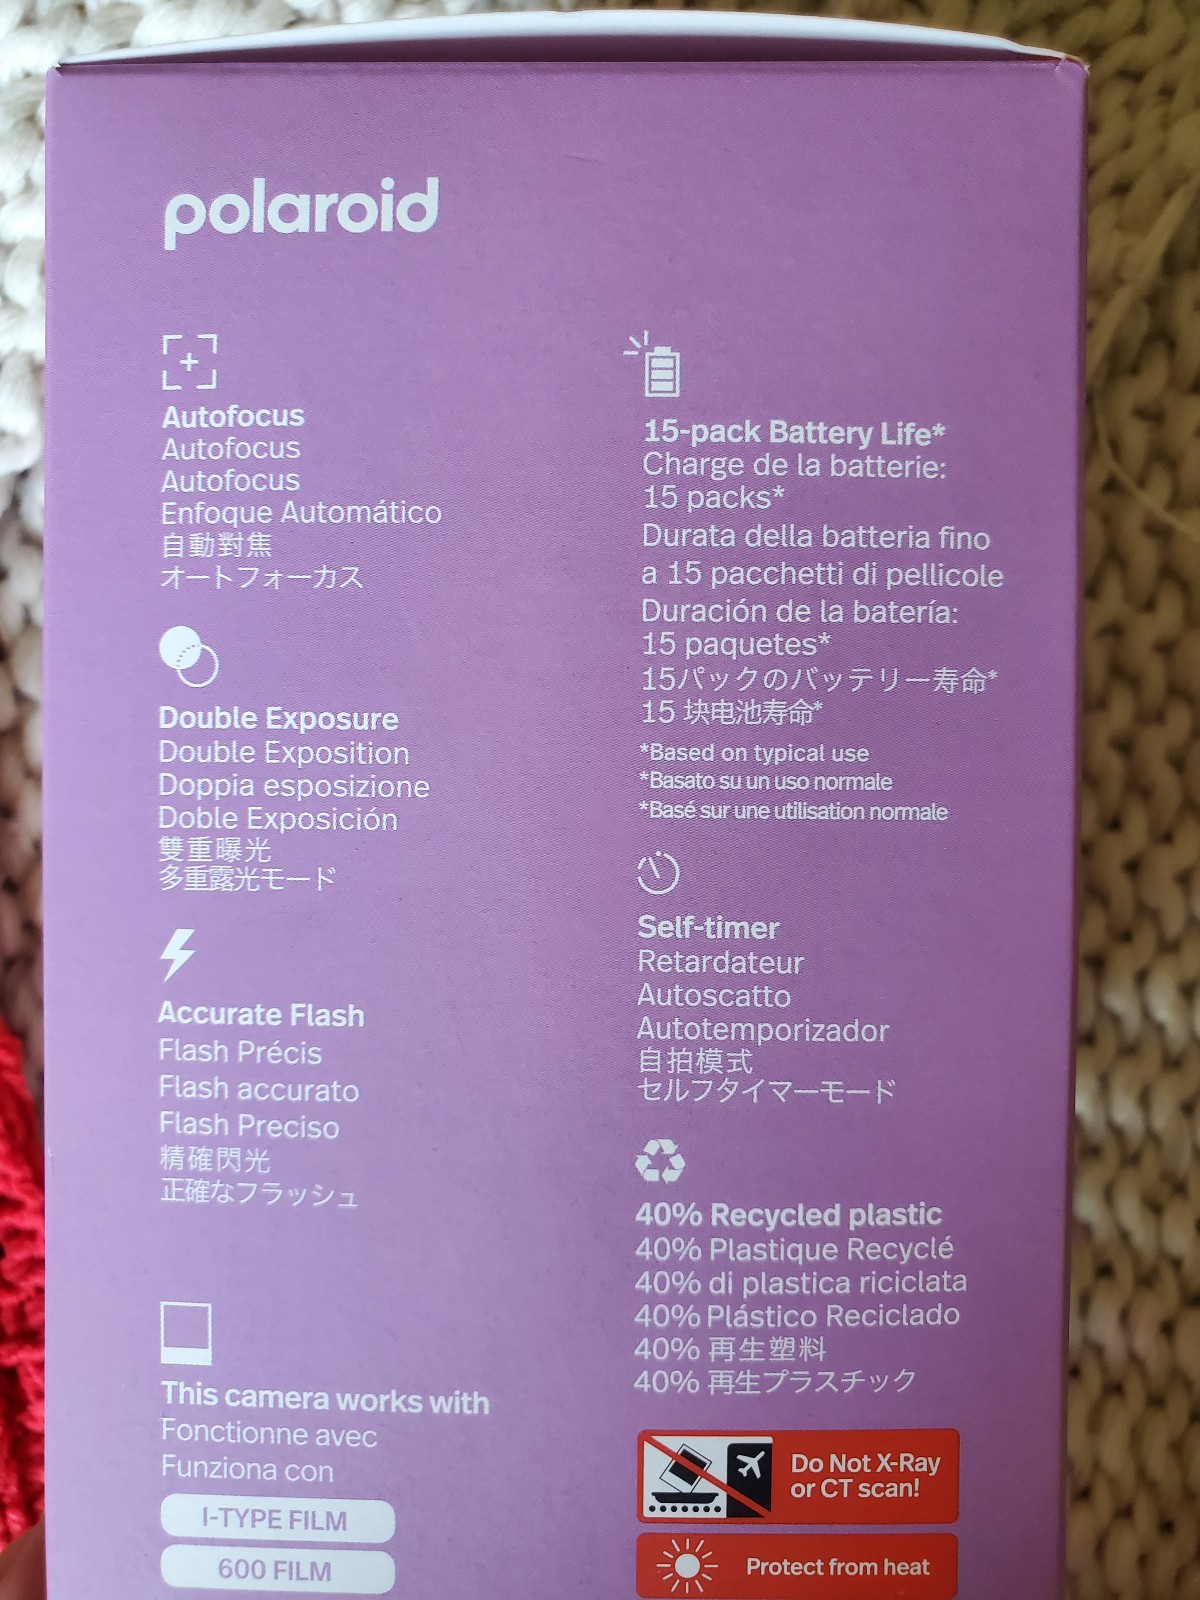 polaroid
Autofocus
Autofocus
Autofocus
Enfoque Automático
自動對焦
オートフォーカス
Double Exposure
Double Exposition
Doppia esposizione
Doble Exposición
雙重曝光
多重露光モード
Accurate Flash
Flash Précis
Flash accurato
Flash Preciso
精確閃光
正確なフラッシュ
This camera works with
Fonctionne avec
Funziona con
I-TYPE FILM
600 FILM
15-pack Battery Life*
Charge de la batterie:
15 packs*
Durata della batteria fino
a 15 pacchetti di pellicole
Duración de la batería:
15 paquetes*
15パックのバッテリー寿命*
15 块电池寿命*
*Based on typical use
*Basato su un uso normale
*Basé sur une utilisation normale
Self-timer
Retardateur
Autoscatto
Autotemporizador
自拍模式
セルフタイマーモード
40% Recycled plastic
40% Plastique Recyclé
40% di plastica riciclata
40% Plástico Reciclado
40% 再生塑料
40% 再生プラスチック
Do Not X-Ray
or CT scan!
Protect from heat